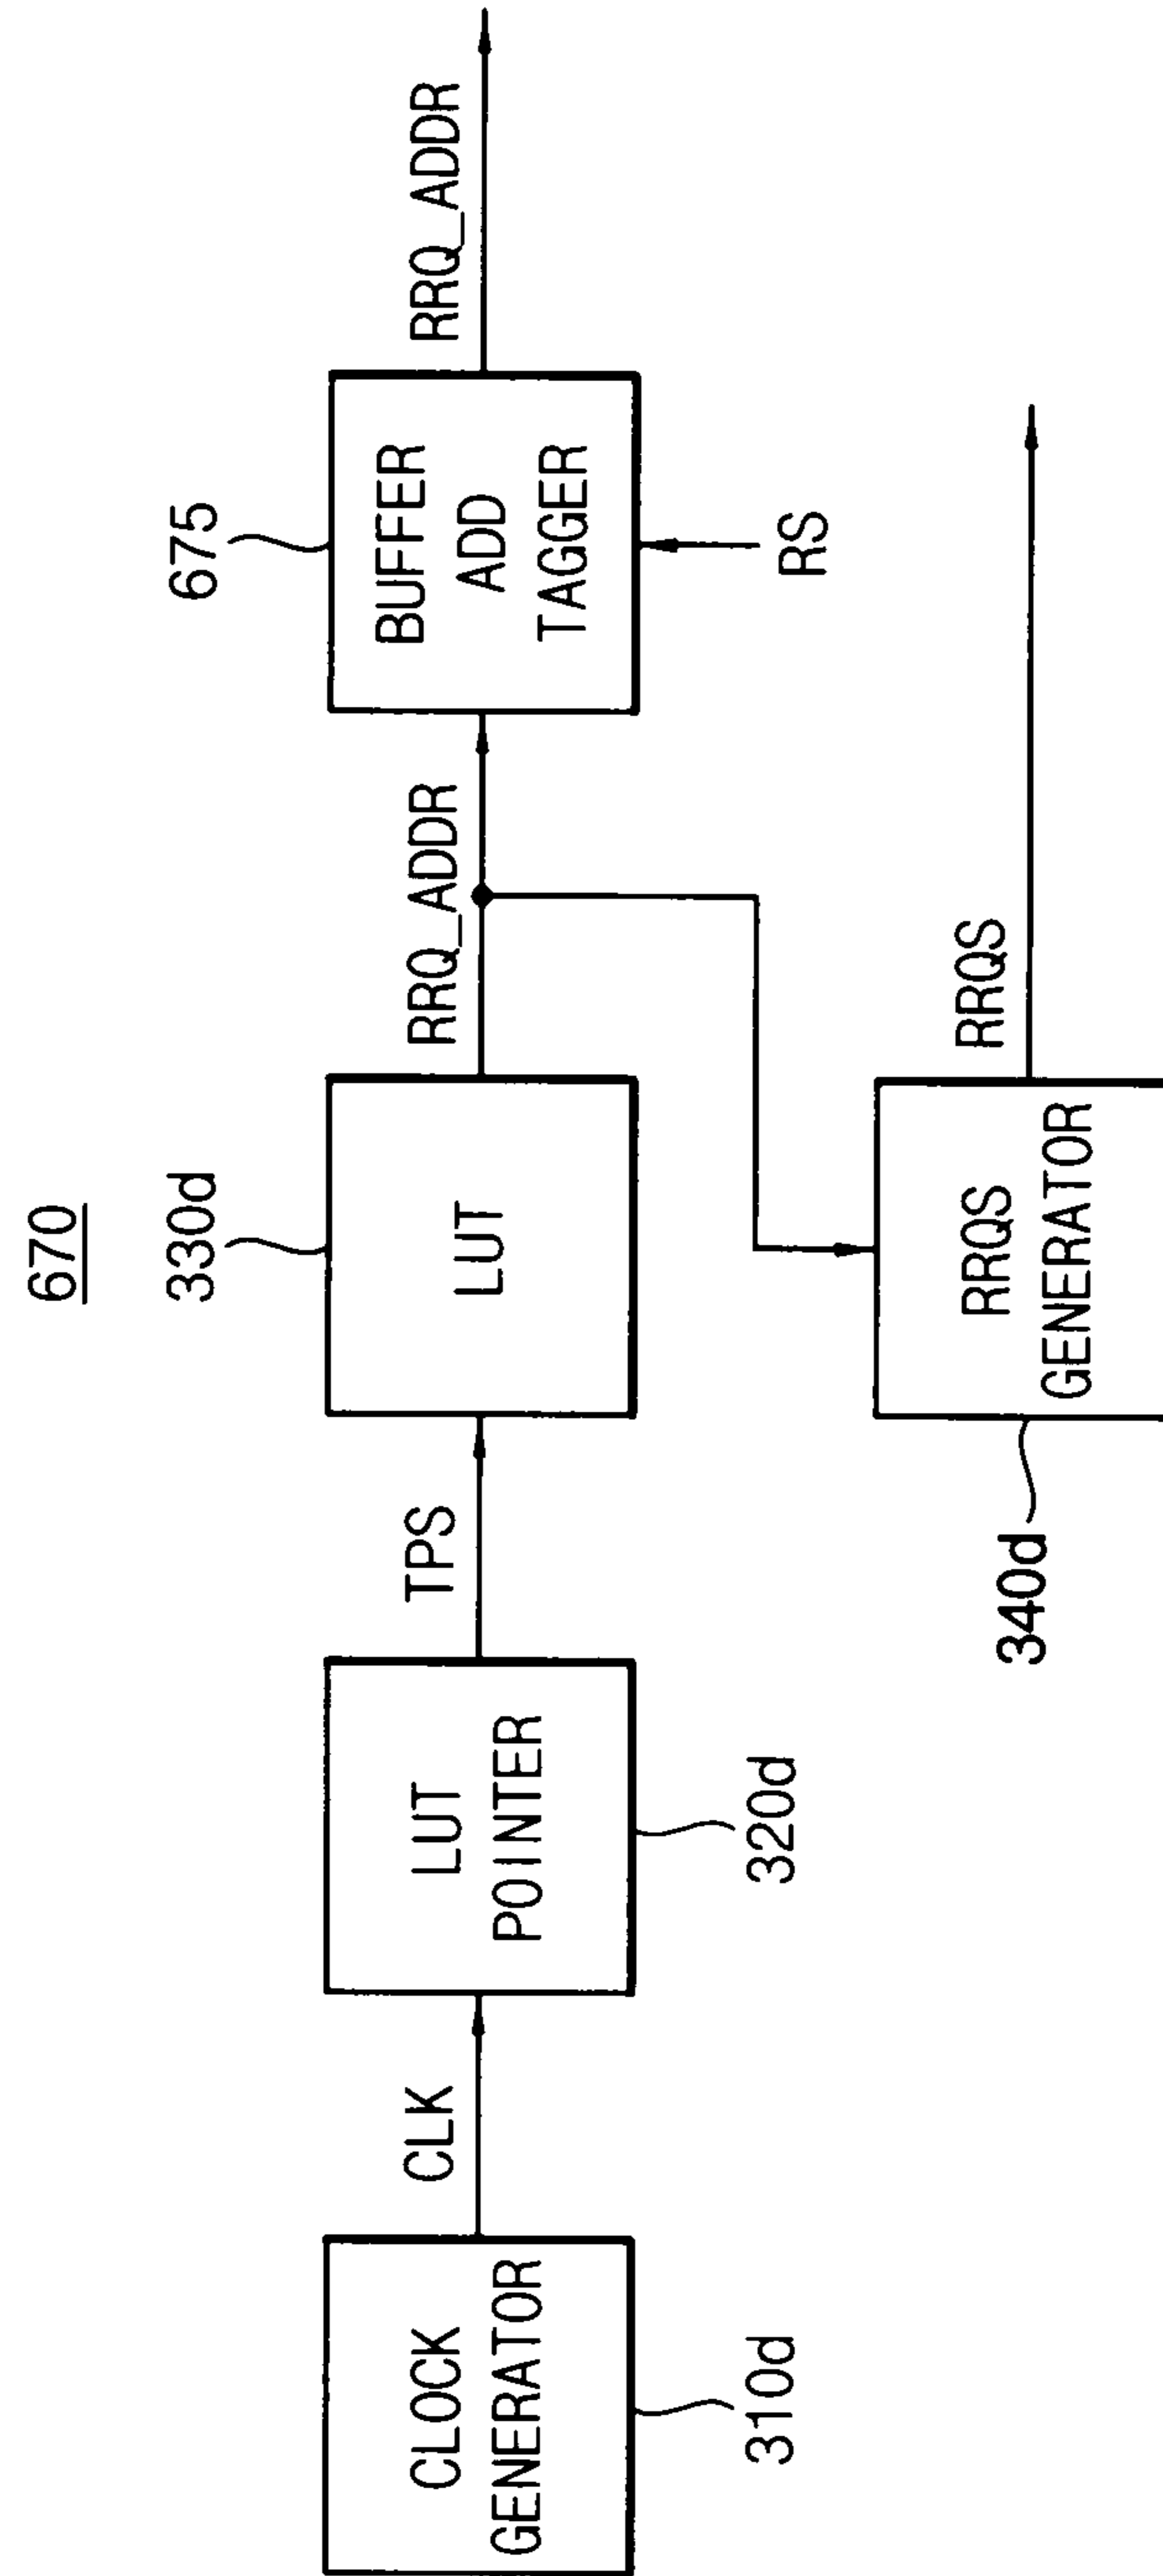 670
310d
CLOCK
GENERATOR
CLK
320d
LUT
POINTER
TPS
330d
LUT
RRQ_ADDR
675
BUFFER
ADD
TAGGER
RS
RRQ_ADDR
340d
RRQS
GENERATOR
RRQS